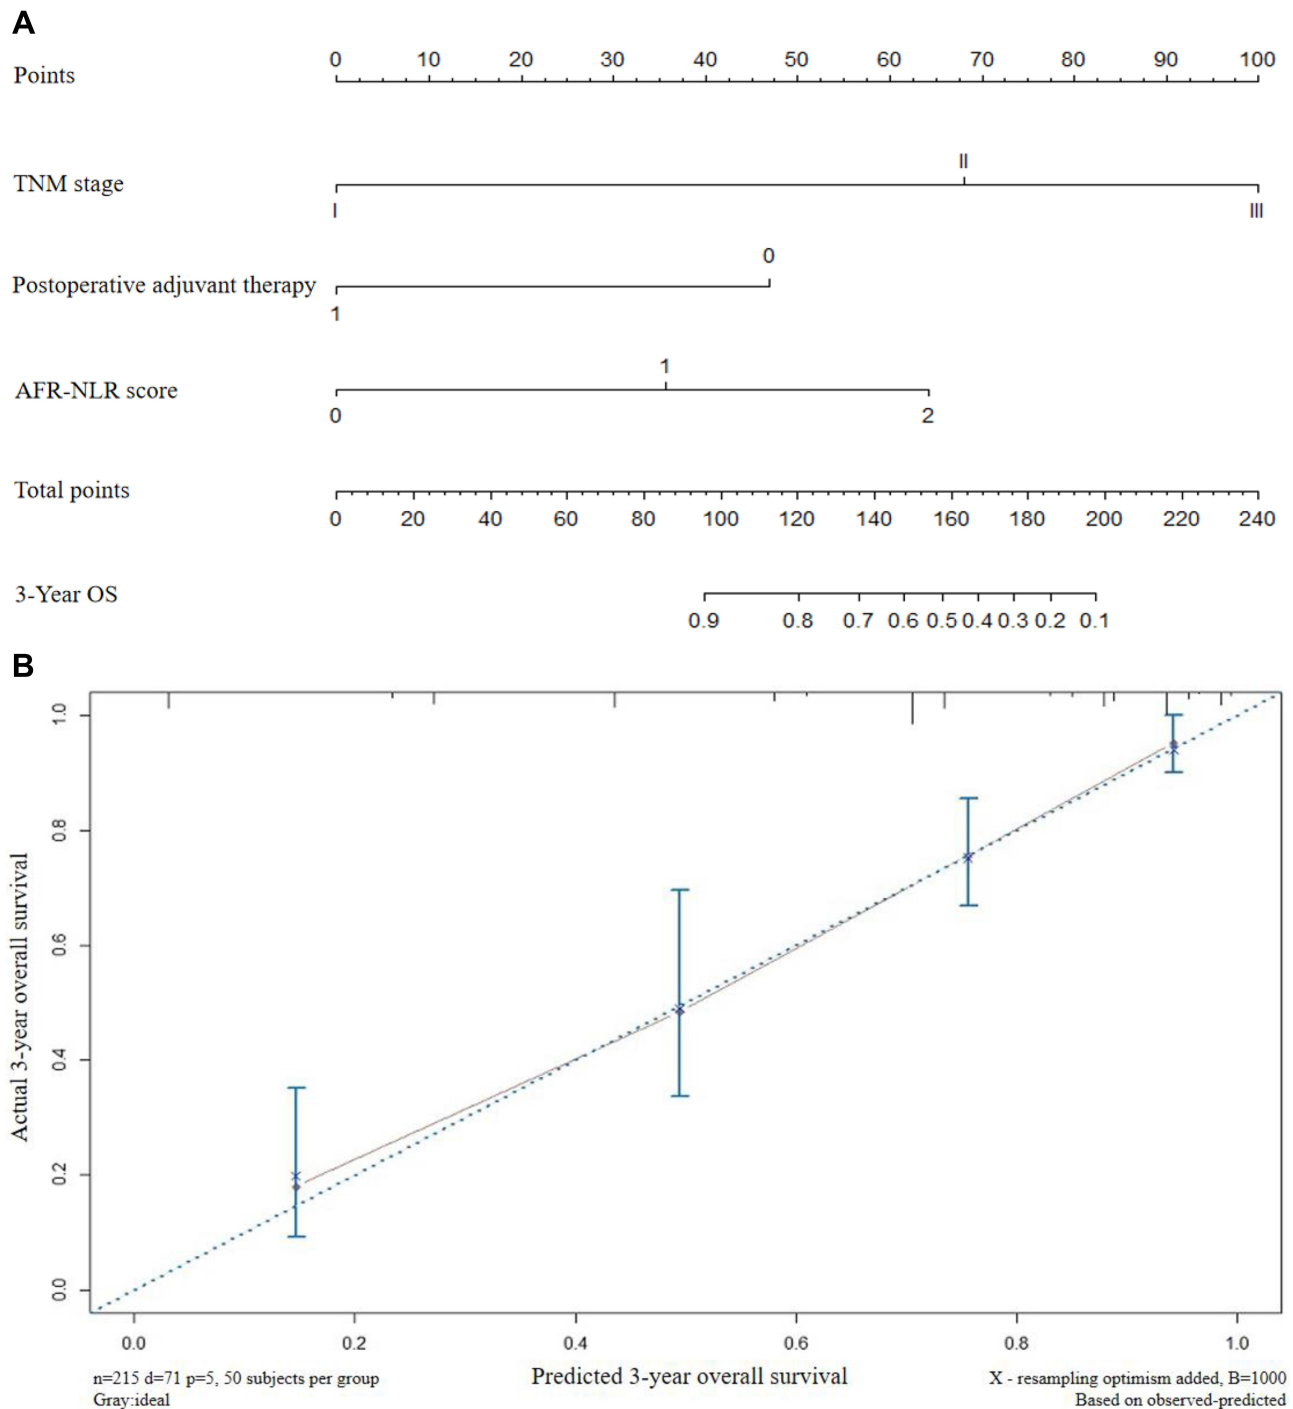 A
Points
0 10 20 30 40 50 60 70 80 90 100
TNM stage
II
I III
Postoperative adjuvant therapy
0
1
AFR-NLR score
1
0 2
Total points
0 20 40 60 80 100 120 140 160 180 200 220 240
3-Year OS
0.9 0.8 0.7 0.6 0.5 0.4 0.3 0.2 0.1
B
Actual 3-year overall survival
1.0
0.8
0.6
0.4
0.2
0.0
0.0 0.2 0.4 0.6 0.8 1.0
Predicted 3-year overall survival
n=215 d=71 p=5, 50 subjects per group
Gray:ideal
X - resampling optimism added, B=1000
Based on observed-predicted